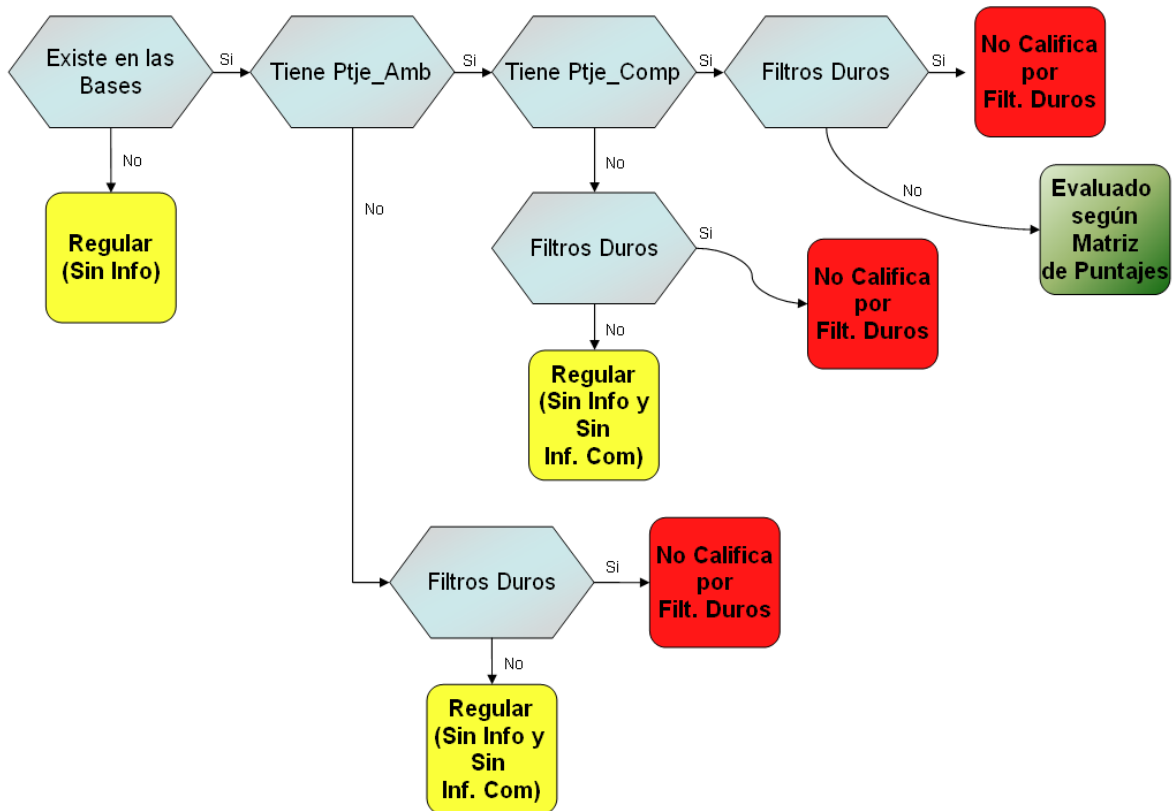 Existe en las
Bases
Si
Tiene Ptje_Amb
Si
Tiene Ptje_Comp
Si
Filtros Duros
Si
No Califica
por
Filt. Duros
No
Regular
(Sin Info)
No
No
No
Evaluado
según
Matriz
de Puntajes
Filtros Duros
Si
No Califica
por
Filt. Duros
No
Regular
(Sin Info y
Sin
Inf. Com)
Filtros Duros
Si
No Califica
por
Filt. Duros
No
Regular
(Sin Info y
Sin
Inf. Com)